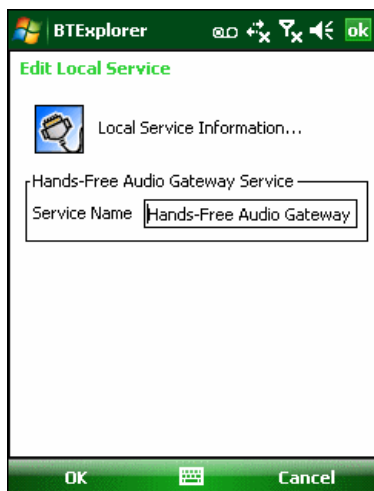 BTExplorer ok
Edit Local Service
Local Service Information...
Hands-Free Audio Gateway Service
Service Name Hands-Free Audio Gateway
OK Cancel